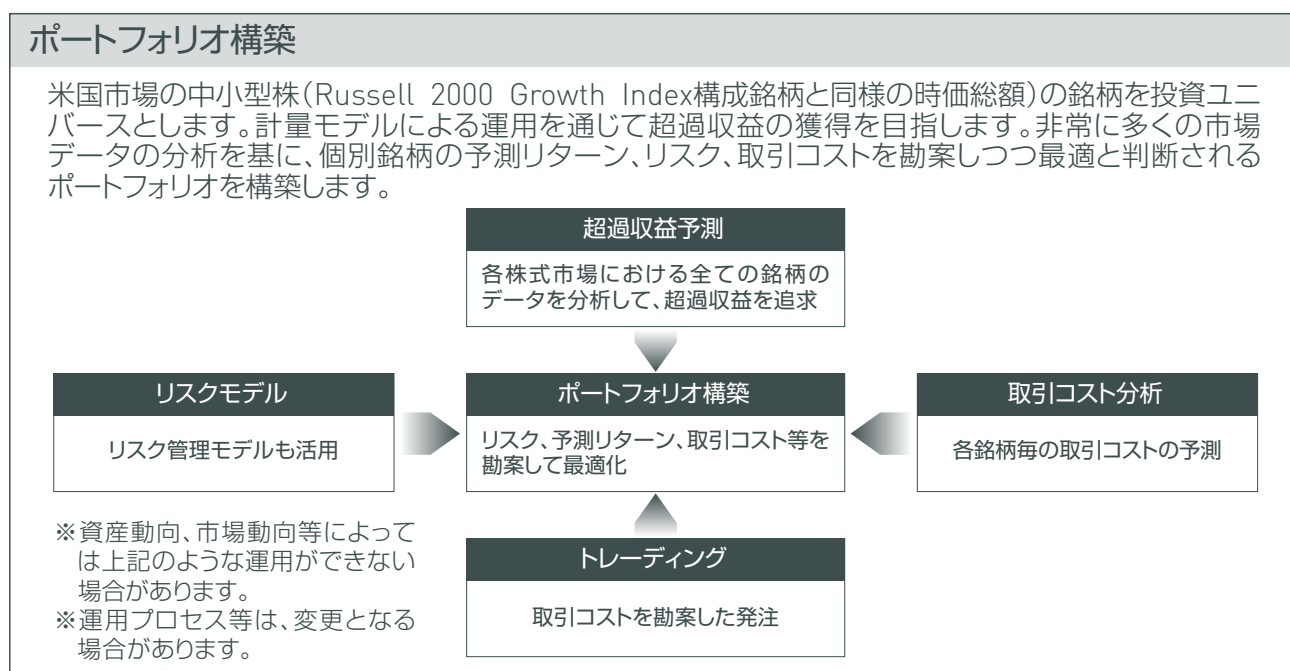 ポートフォリオ構築
米国市場の中小型株(Russell 2000 Growth Index構成銘柄と同様の時価総額)の銘柄を投資ユニ
バースとします。計量モデルによる運用を通じて超過収益の獲得を目指します。非常に多くの市場
データの分析を基に、個別銘柄の予測リターン、リスク、取引コストを勘案しつつ最適と判断される
ポートフォリオを構築します。
超過収益予測
各株式市場における全ての銘柄の
データを分析して、超過収益を追求
リスクモデル
リスク管理モデルも活用
ポートフォリオ構築
リスク、予測リターン、取引コスト等を
勘案して最適化
取引コスト分析
各銘柄毎の取引コストの予測
トレーディング
取引コストを勘案した発注
※資産動向、市場動向等によって
は上記のような運用ができない
場合があります。
※運用プロセス等は、変更となる
場合があります。